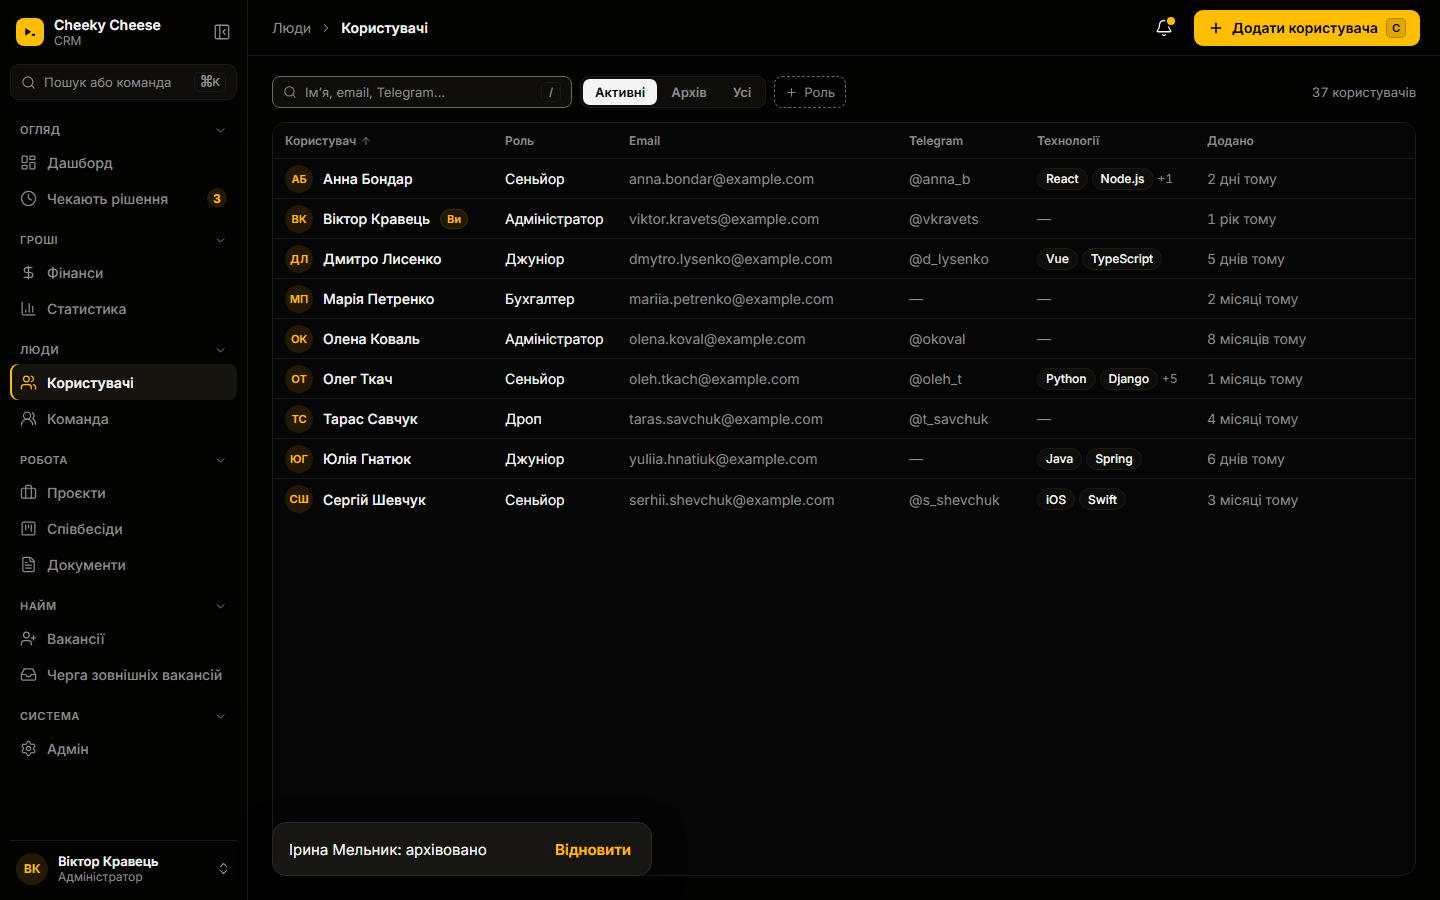 Cheeky Cheese
CRM
Пошук або команда ⌘K
ОГЛЯД
Дашборд
Чекають рішення 3
ГРОШІ
Фінанси
Статистика
ЛЮДИ
Користувачі
Команда
РОБОТА
Проєкти
Співбесіди
Документи
НАЙМ
Вакансії
Черга зовнішніх вакансій
СИСТЕМА
Адмін
ВК Віктор Кравець
Адміністратор
Люди > Користувачі
+ Додати користувача C
Ім'я, email, Telegram... /
Активні Архів Усі + Роль
37 користувачів
Користувач ↑ Роль Email Telegram Технології Додано
АБ Анна Бондар Сеньйор anna.bondar@example.com @anna_b React Node.js +1 2 дні тому
ВК Віктор Кравець Ви Адміністратор viktor.kravets@example.com @vkravets — 1 рік тому
ДЛ Дмитро Лисенко Джуніор dmytro.lysenko@example.com @d_lysenko Vue TypeScript 5 днів тому
МП Марія Петренко Бухгалтер mariia.petrenko@example.com — — 2 місяці тому
ОК Олена Коваль Адміністратор olena.koval@example.com @okoval — 8 місяців тому
ОТ Олег Ткач Сеньйор oleh.tkach@example.com @oleh_t Python Django +5 1 місяць тому
ТС Тарас Савчук Дроп taras.savchuk@example.com @t_savchuk — 4 місяці тому
ЮГ Юлія Гнатюк Джуніор yuliia.hnatiuk@example.com — Java Spring 6 днів тому
СШ Сергій Шевчук Сеньйор serhii.shevchuk@example.com @s_shevchuk iOS Swift 3 місяці тому
Ірина Мельник: архівовано Відновити